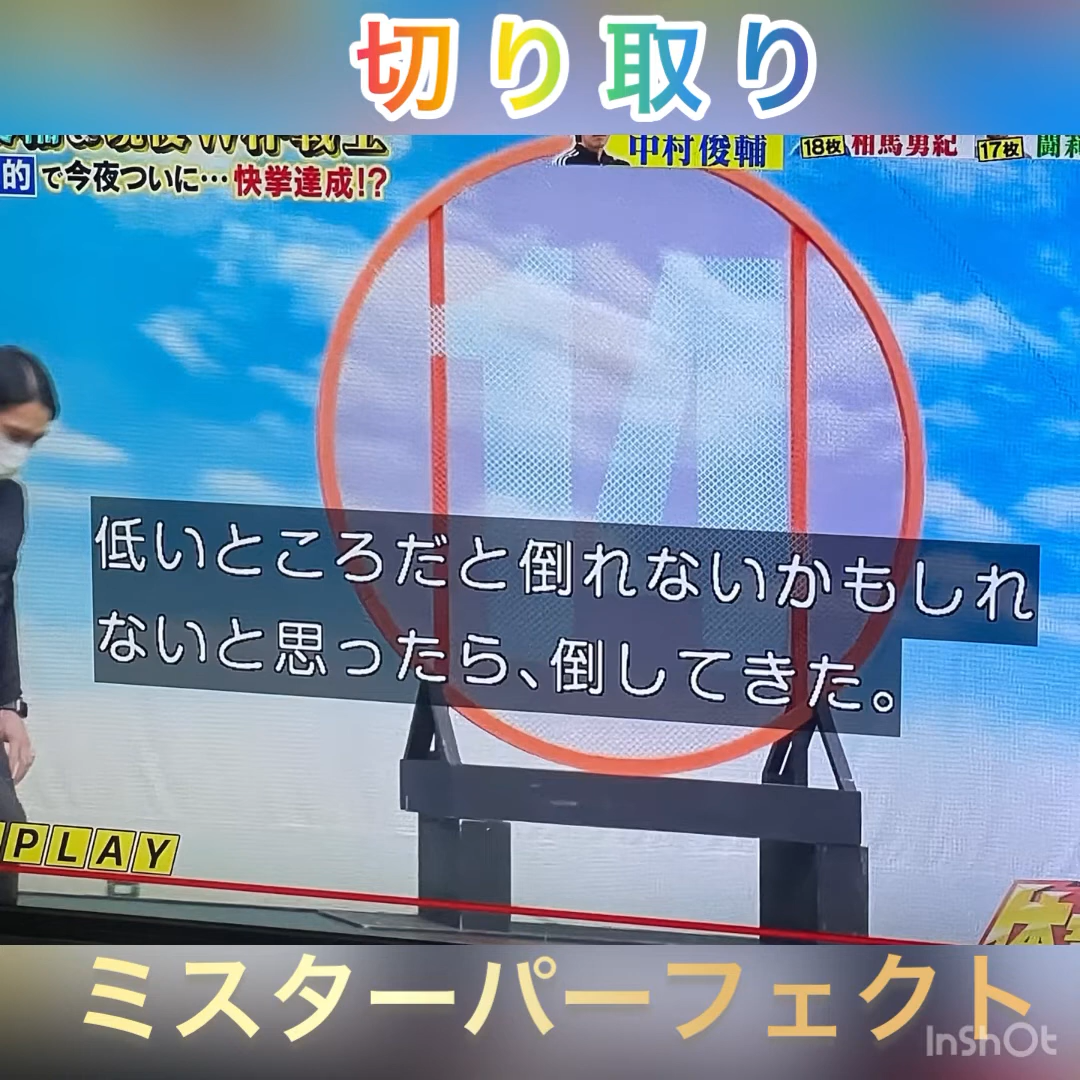 切り取り
中村俊輔
18枚 相馬勇紀
17枚 闘莉
的で今夜ついに…快挙達成!?
11
低いところだと倒れないかもしれ
ないと思ったら、倒してきた。
PLAY
ミスターパーフェクト
InShOt